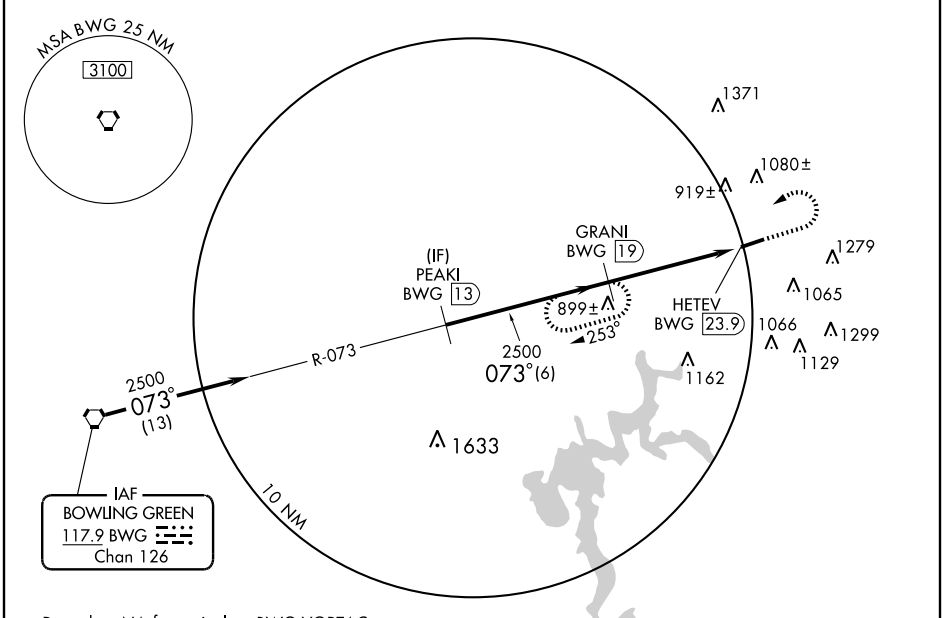 MSA BWG 25 NM
3100
1371
1080±
919±
GRANI
BWG 19
(IF)
PEAKI
BWG 13
1279
899±
1065
HETEV
BWG 23.9
253°
1066
1299
1129
2500
073°(6)
1162
R-073
2500
073°
(13)
1633
IAF
BOWLING GREEN
117.9 BWG
Chan 126
10 NM